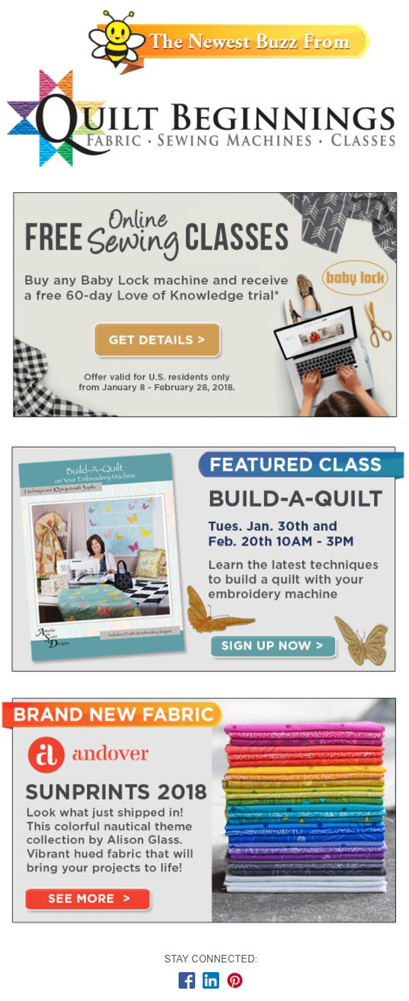 The Newest Buzz From
QUILT BEGINNINGS
FABRIC · SEWING MACHINES · CLASSES
FREE Online Sewing CLASSES
Buy any Baby Lock machine and receive
a free 60-day Love of Knowledge trial*
baby lock
GET DETAILS >
Offer valid for U.S. residents only
from January 8 - February 28, 2018.
Build-A-Quilt
on Your Embroidery Machine
FEATURED CLASS
BUILD-A-QUILT
Tues. Jan. 30th and
Feb. 20th 10AM - 3PM
Learn the latest techniques
to build a quilt with your
embroidery machine
SIGN UP NOW >
BRAND NEW FABRIC
a andover
SUNPRINTS 2018
Look what just shipped in!
This colorful nautical theme
collection by Alison Glass.
Vibrant hued fabric that will
bring your projects to life!
SEE MORE >
STAY CONNECTED: